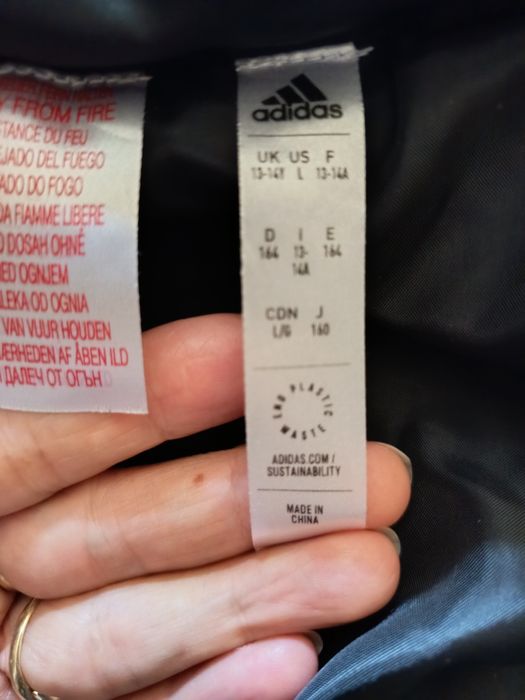 FROM FIRE
STANCE DU FEU
EJADO DEL FUEGO
ADO DO FOGO
DA FIAMME LIBERE
DOSAH OHNĚ
ED OGNJEM
LEKA OD OGNIA
VAN VUUR HOUDEN
ÆRHEDEN AF ÅBEN ILD
ДАЛЕЧ ОТ ОГЪН
adidas
UK US F
13-14Y L 13-14A
D I E
164 13- 164
14A
CDN J
L/G 160
END PLASTIC WASTE
ADIDAS.COM/
SUSTAINABILITY
MADE IN
CHINA